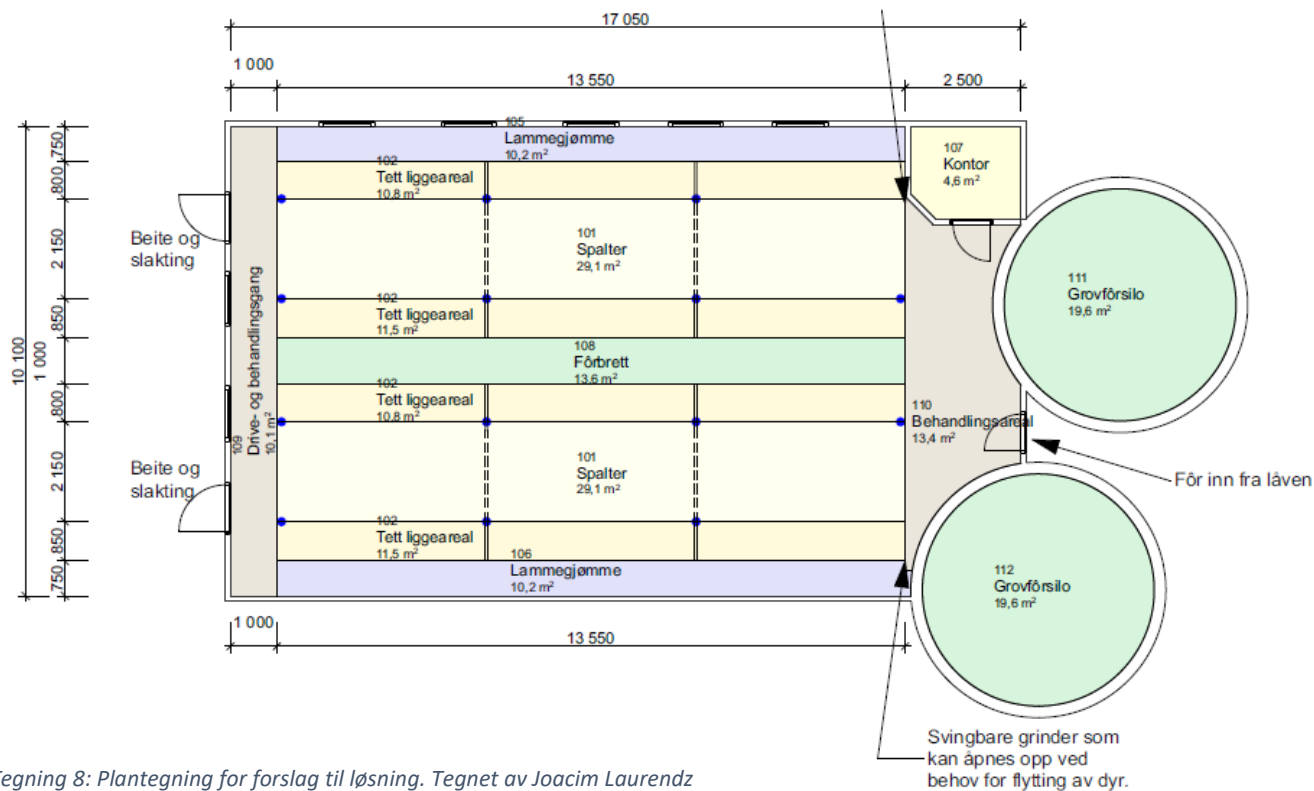 17 050
1 000
13 550
2 500
10 100
750
800
2 150
850
1 000
800
2 150
850
750
105
Lammegjømme
10,2 m²
102
Tett liggeareal
10,8 m²
107
Kontor
4,6 m²
Beite og
slakting
101
Spalter
29,1 m²
102
Tett liggeareal
11,5 m²
111
Grovfôrsilo
19,6 m²
108
Fôrbrett
13,6 m²
109
Drive- og behandlingsgang
10,1 m²
102
Tett liggeareal
10,8 m²
110
Behandlingsareal
13,4 m²
Beite og
slakting
101
Spalter
29,1 m²
Fôr inn fra låven
102
Tett liggeareal
11,5 m²
106
Lammegjømme
10,2 m²
112
Grovfôrsilo
19,6 m²
1 000
13 550
Svingbare grinder som
kan åpnes opp ved
behov for flytting av dyr.
egning 8: Plantegning for forslag til løsning. Tegnet av Joacim Laurendz